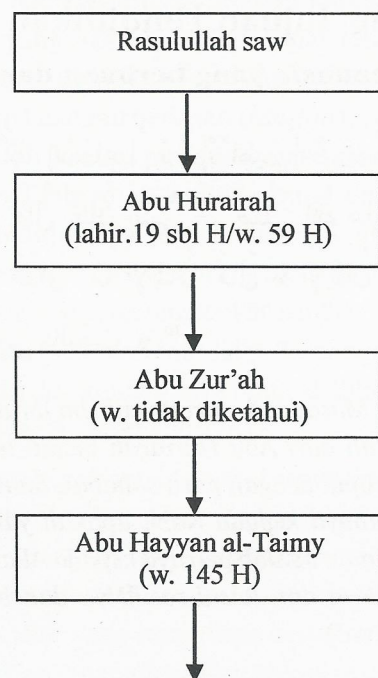 Rasulullah saw
Abu Hurairah
(lahir.19 sbl H/w. 59 H)
Abu Zur'ah
(w. tidak diketahui)
Abu Hayyan al-Taimy
(w. 145 H)